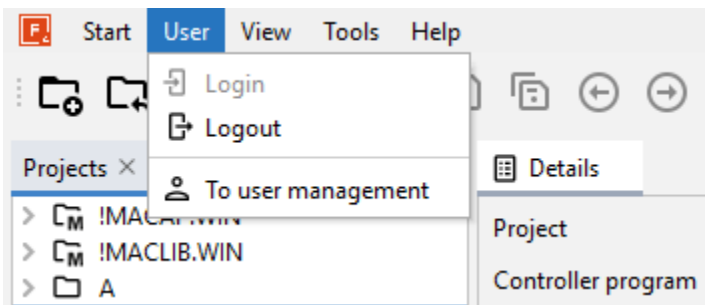 Start User View Tools Help
Login
Logout
Projects
Details
To user management
!MACLIB.WIN
Project
A
Controller program